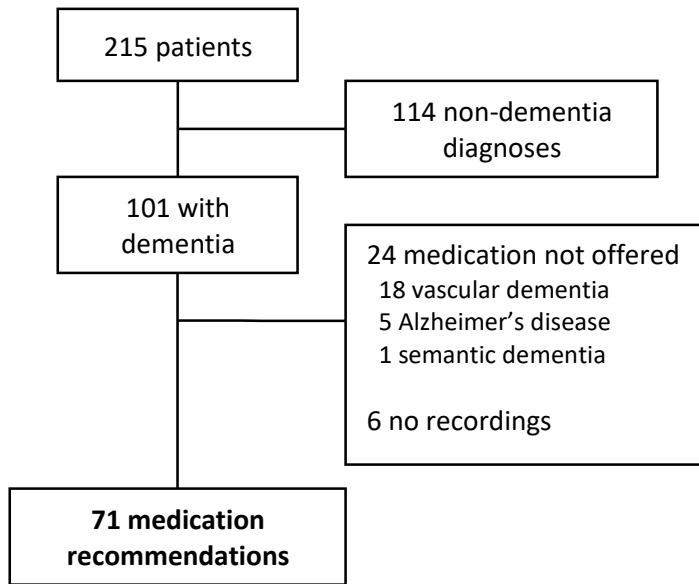 215 patients
114 non-dementia
diagnoses
101 with
dementia
24 medication not offered
18 vascular dementia
5 Alzheimer’s disease
1 semantic dementia
6 no recordings
71 medication
recommendations